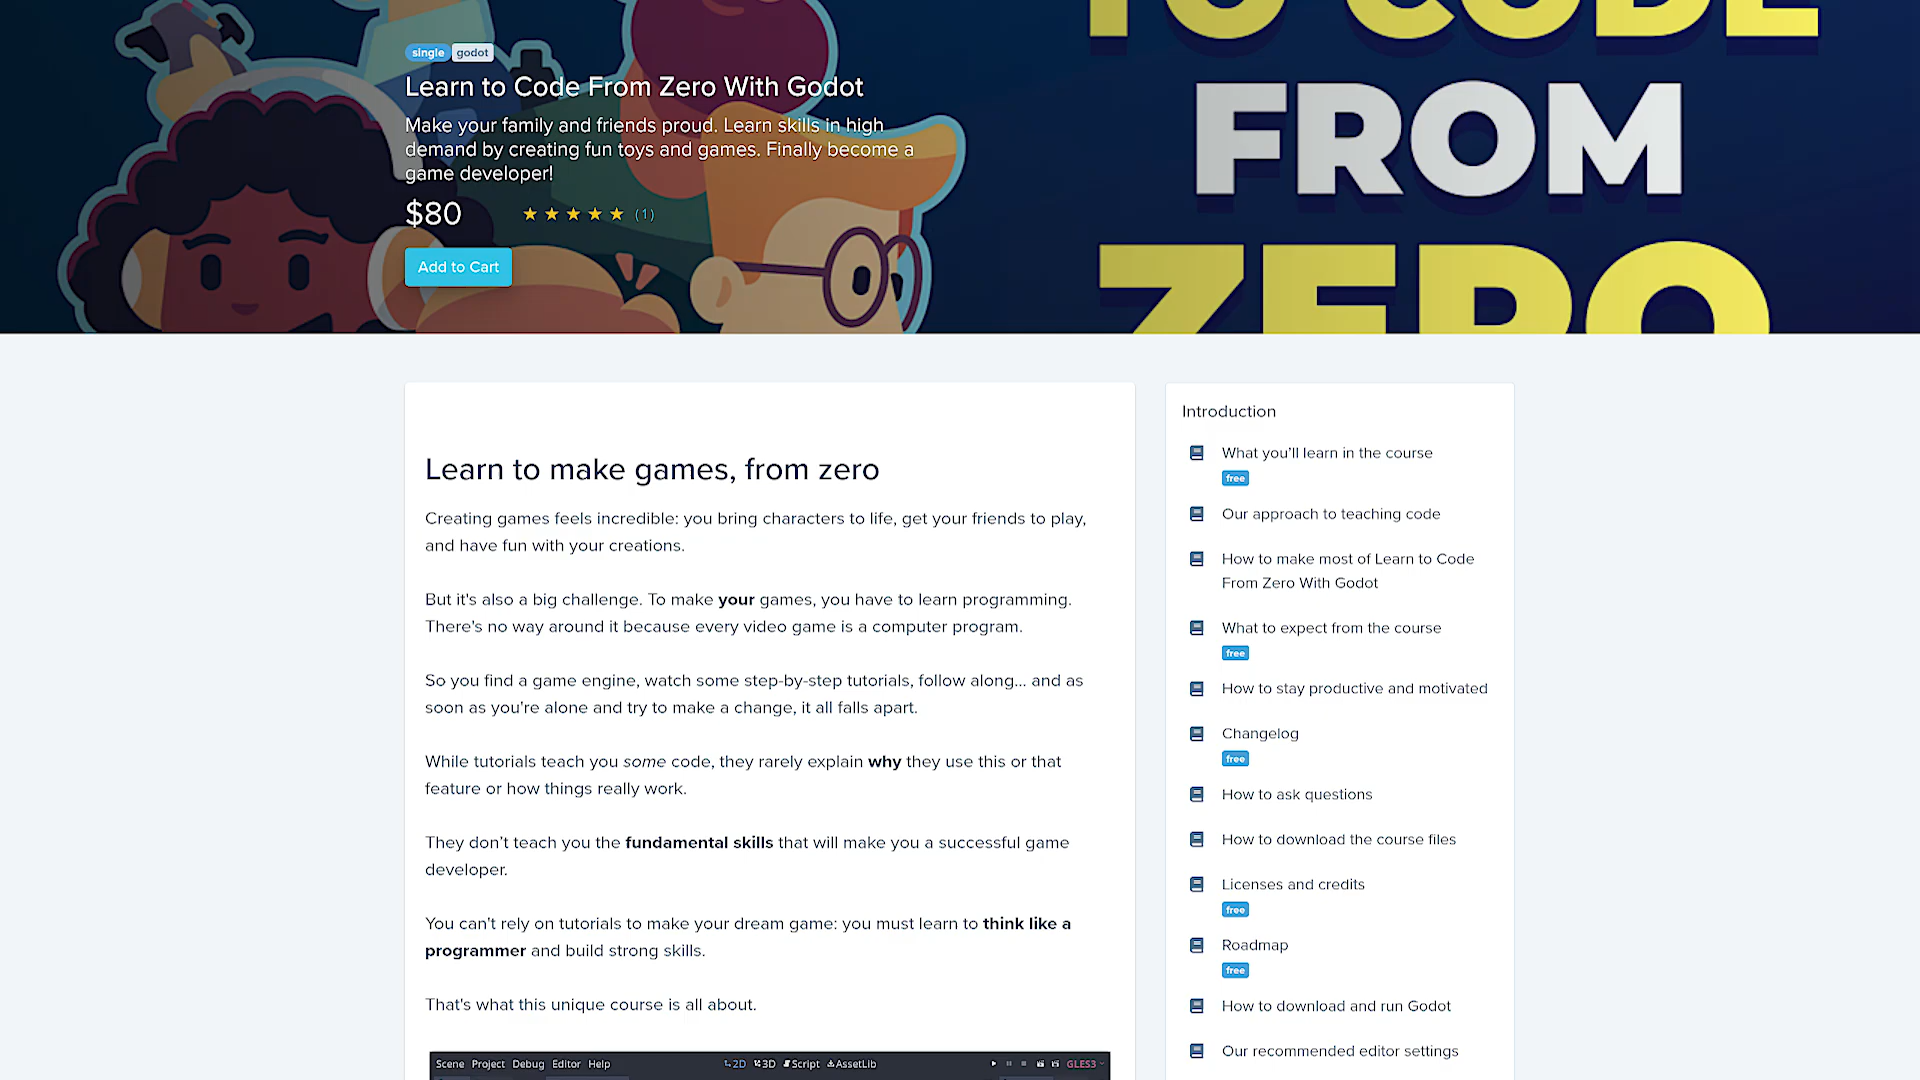 TO CODE
FROM
ZERO
single godot
Learn to Code From Zero With Godot
Make your family and friends proud. Learn skills in high
demand by creating fun toys and games. Finally become a
game developer!
$80 ★★★★★ (1)
Add to Cart
Learn to make games, from zero
Creating games feels incredible: you bring characters to life, get your friends to play,
and have fun with your creations.
But it's also a big challenge. To make your games, you have to learn programming.
There's no way around it because every video game is a computer program.
So you find a game engine, watch some step-by-step tutorials, follow along... and as
soon as you're alone and try to make a change, it all falls apart.
While tutorials teach you some code, they rarely explain why they use this or that
feature or how things really work.
They don’t teach you the fundamental skills that will make you a successful game
developer.
You can't rely on tutorials to make your dream game: you must learn to think like a
programmer and build strong skills.
That's what this unique course is all about.
Scene Project Debug Editor Help 2D 3D Script AssetLib GLES3
Introduction
What you’ll learn in the course
free
Our approach to teaching code
How to make most of Learn to Code
From Zero With Godot
What to expect from the course
free
How to stay productive and motivated
Changelog
free
How to ask questions
How to download the course files
Licenses and credits
free
Roadmap
free
How to download and run Godot
Our recommended editor settings